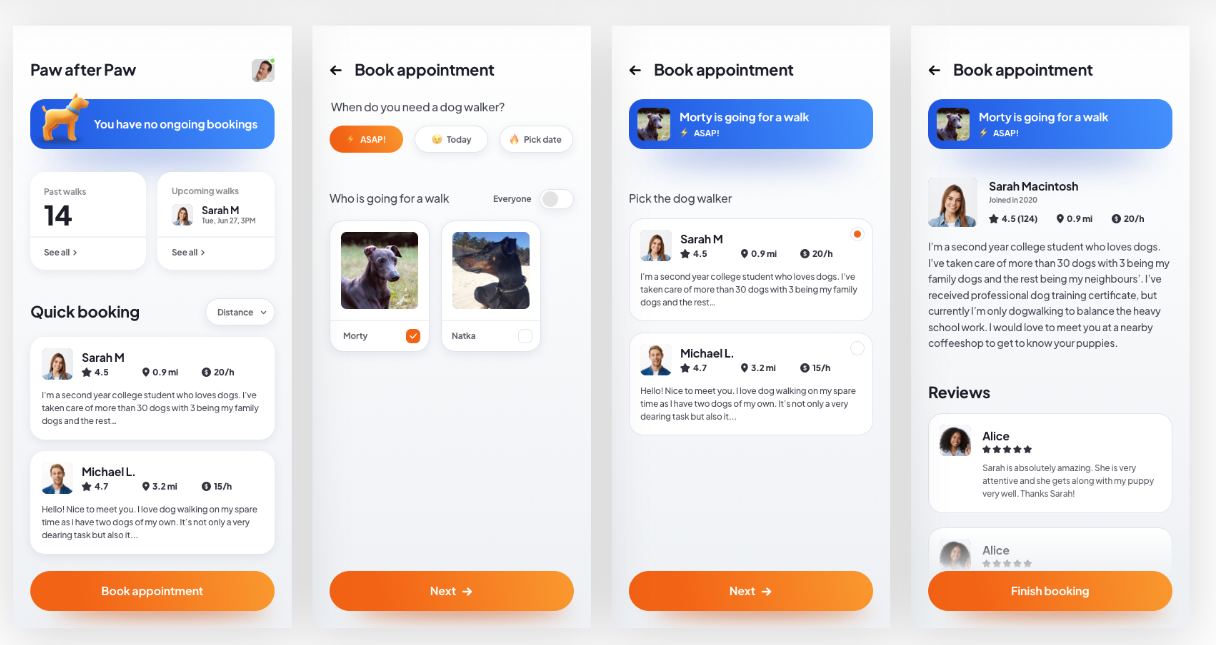 Paw after Paw
You have no ongoing bookings
Past walks
14
See all >
Upcoming walks
Sarah M
Tue, Jun 27, 3PM
See all >
Quick booking
Distance
Sarah M
4.5 0.9 mi 20/h
I'm a second year college student who loves dogs. I've
taken care of more than 30 dogs with 3 being my family
dogs and the rest...
Michael L.
4.7 3.2 mi 15/h
Hello! Nice to meet you. I love dog walking on my spare
time as I have two dogs of my own. It's not only a very
dearing task but also it...
Book appointment
Book appointment
When do you need a dog walker?
ASAP! Today Pick date
Who is going for a walk Everyone
Morty Natka
Next
Book appointment
Morty is going for a walk
ASAP!
Pick the dog walker
Sarah M
4.5 0.9 mi 20/h
I'm a second year college student who loves dogs. I've
taken care of more than 30 dogs with 3 being my family
dogs and the rest...
Michael L.
4.7 3.2 mi 15/h
Hello! Nice to meet you. I love dog walking on my spare
time as I have two dogs of my own. It's not only a very
dearing task but also it...
Next
Book appointment
Morty is going for a walk
ASAP!
Sarah Macintosh
Joined in 2020
4.5 (124) 0.9 mi 20/h
I'm a second year college student who loves dogs.
I've taken care of more than 30 dogs with 3 being my
family dogs and the rest being my neighbours'. I've
received professional dog training certificate, but
currently I'm only dogwalking to balance the heavy
school work. I would love to meet you at a nearby
coffeeshop to get to know your puppies.
Reviews
Alice
Sarah is absolutely amazing. She is very
attentive and she gets along with my puppy
very well. Thanks Sarah!
Alice
Finish booking